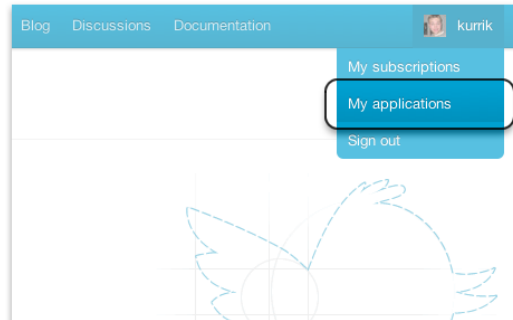 Blog Discussions Documentation kurrik
My subscriptions
My applications
Sign out